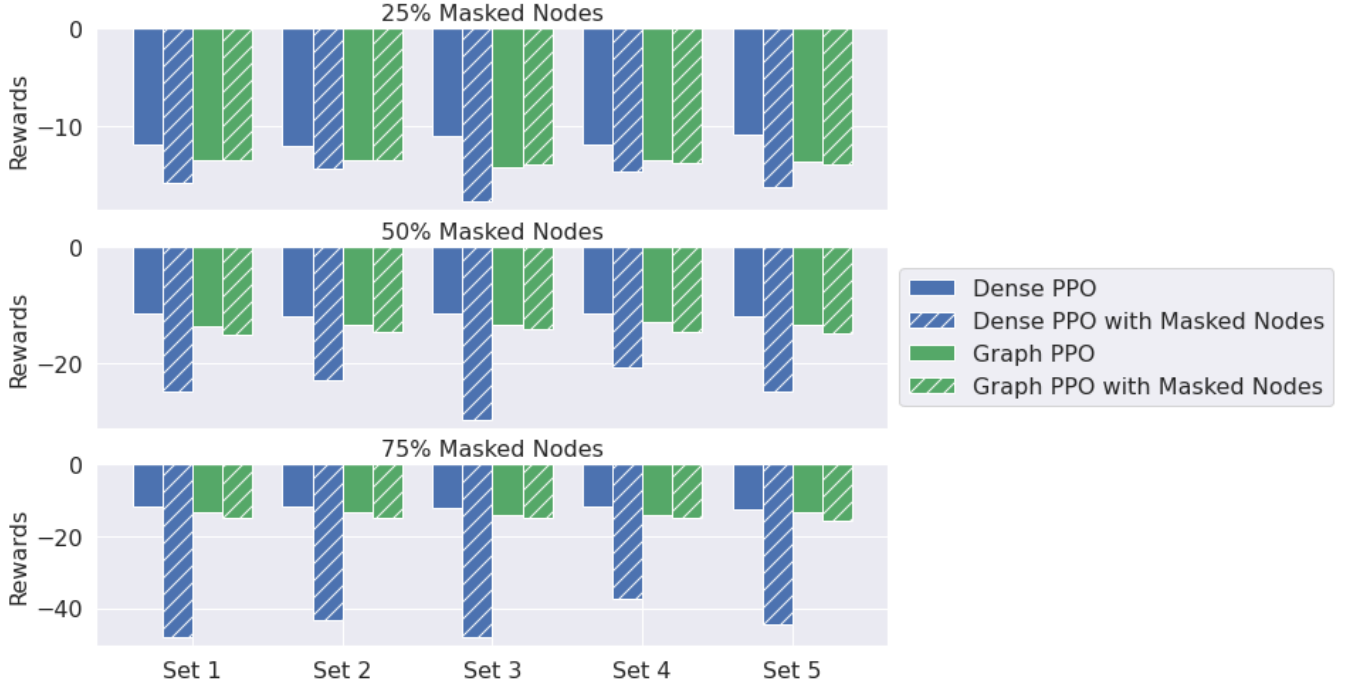 25% Masked Nodes
0
−10
Rewards
50% Masked Nodes
0
−20
Rewards
Dense PPO
Dense PPO with Masked Nodes
Graph PPO
Graph PPO with Masked Nodes
75% Masked Nodes
0
−20
−40
Rewards
Set 1 Set 2 Set 3 Set 4 Set 5